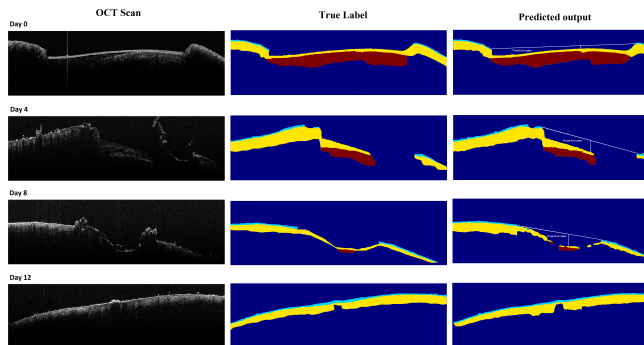 OCT Scan
True Label
Predicted output
Day 0
Day 4
Day 8
Day 12